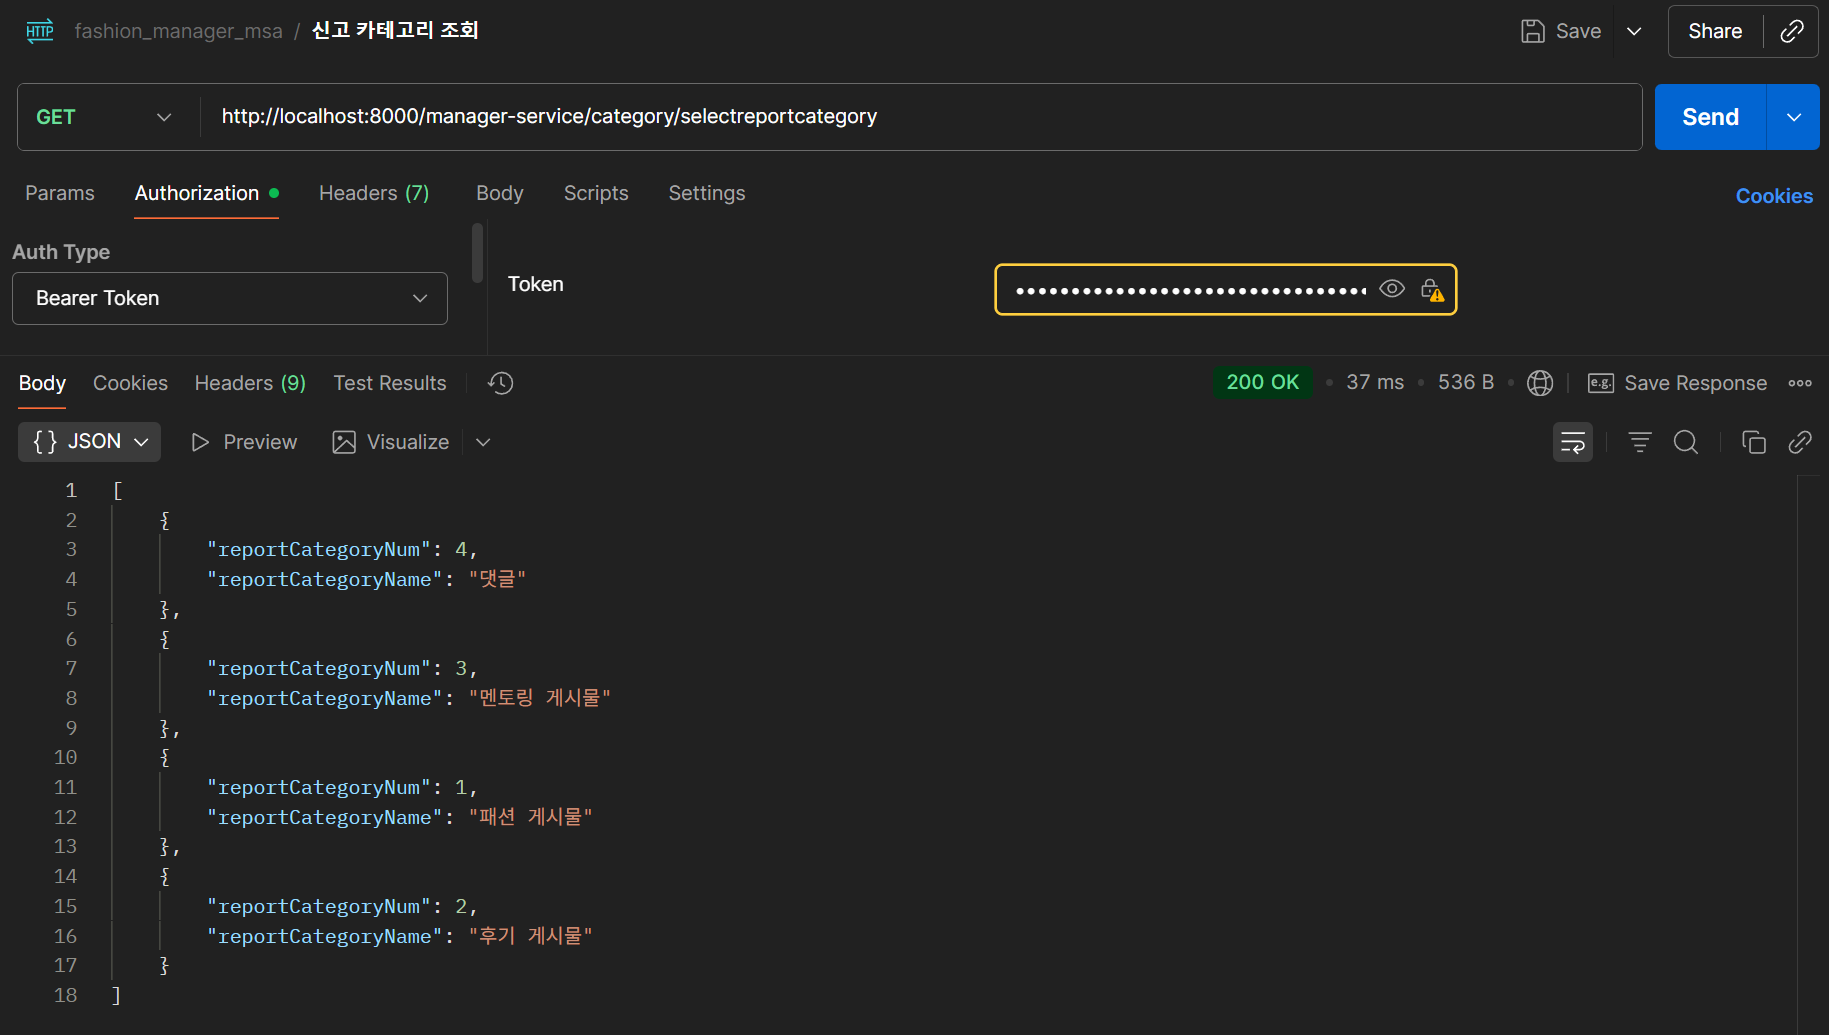 HTTP fashion_manager_msa / 신고 카테고리 조회 Save Share
GET http://localhost:8000/manager-service/category/selectreportcategory Send
Params Authorization Headers (7) Body Scripts Settings Cookies
Auth Type
Bearer Token
Token
Body Cookies Headers (9) Test Results 200 OK • 37 ms • 536 B • e.g. Save Response
{ } JSON Preview Visualize
1 [
2 {
3 "reportCategoryNum": 4,
4 "reportCategoryName": "댓글"
5 },
6 {
7 "reportCategoryNum": 3,
8 "reportCategoryName": "멘토링 게시물"
9 },
10 {
11 "reportCategoryNum": 1,
12 "reportCategoryName": "패션 게시물"
13 },
14 {
15 "reportCategoryNum": 2,
16 "reportCategoryName": "후기 게시물"
17 }
18 ]